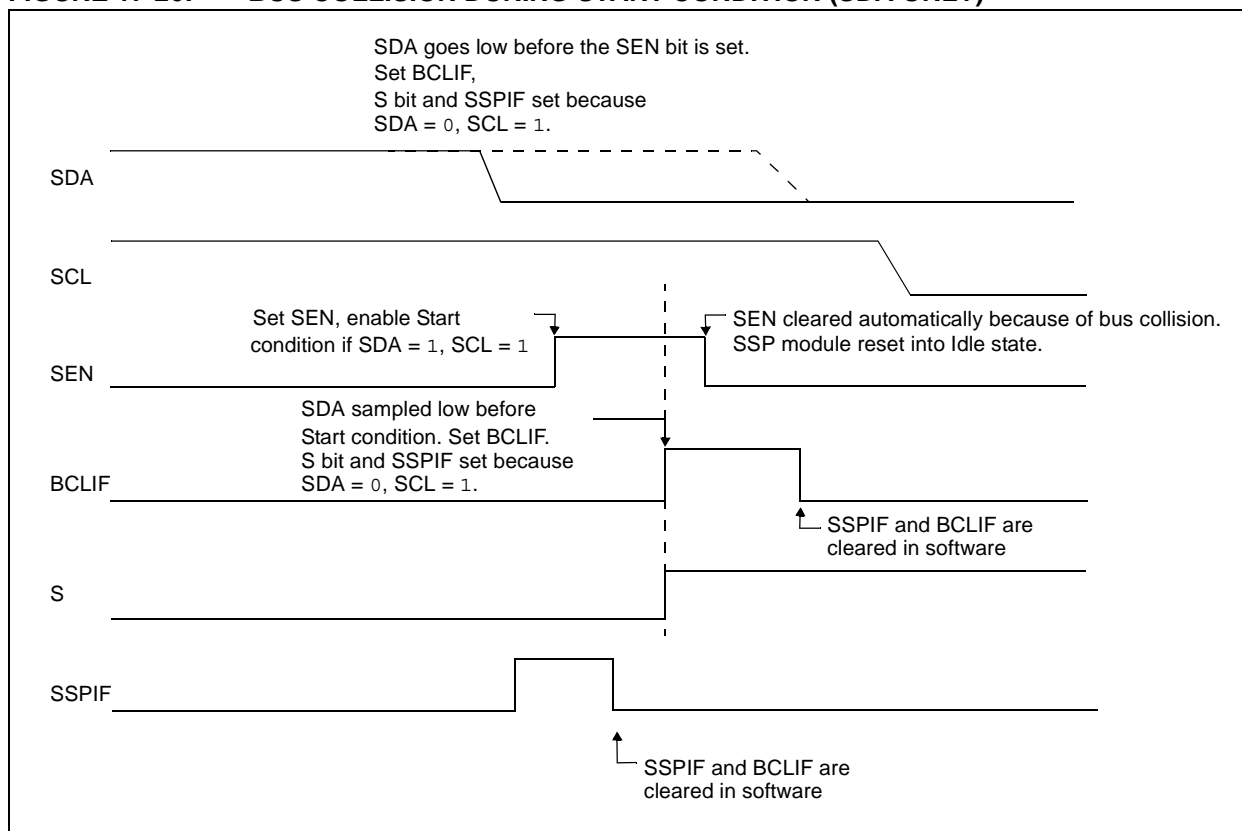 SDA goes low before the SEN bit is set.
Set BCLIF,
S bit and SSPIF set because
SDA = 0, SCL = 1.
SDA
SCL
Set SEN, enable Start
condition if SDA = 1, SCL = 1
SEN cleared automatically because of bus collision.
SSP module reset into Idle state.
SEN
SDA sampled low before
Start condition. Set BCLIF.
S bit and SSPIF set because
SDA = 0, SCL = 1.
BCLIF
SSPIF and BCLIF are
cleared in software
S
SSPIF
SSPIF and BCLIF are
cleared in software